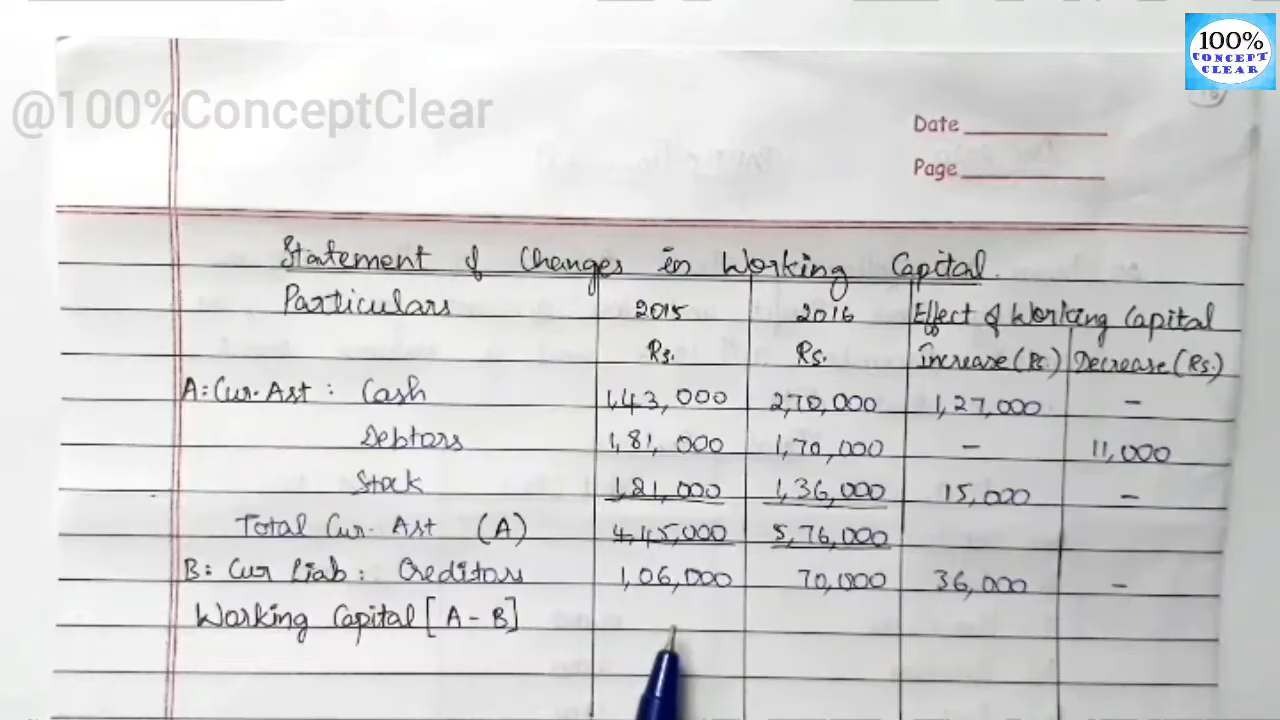 100%
CONCEPT
CLEAR
@100%ConceptClear
Date
Page
Statement of Changes in Working Capital.
Particulars 2015 2016 Effect of Working Capital
Rs. Rs. Increase (Rs.) Decrease (Rs.)
A: Cur. Ast : Cash 1,43,000 2,70,000 1,27,000 -
Debtors 1,81,000 1,70,000 - 11,000
Stock 1,21,000 1,36,000 15,000 -
Total Cur. Ast (A) 4,45,000 5,76,000
B: Cur Liab : Creditors 1,06,000 70,000 36,000 -
Working Capital [A - B]